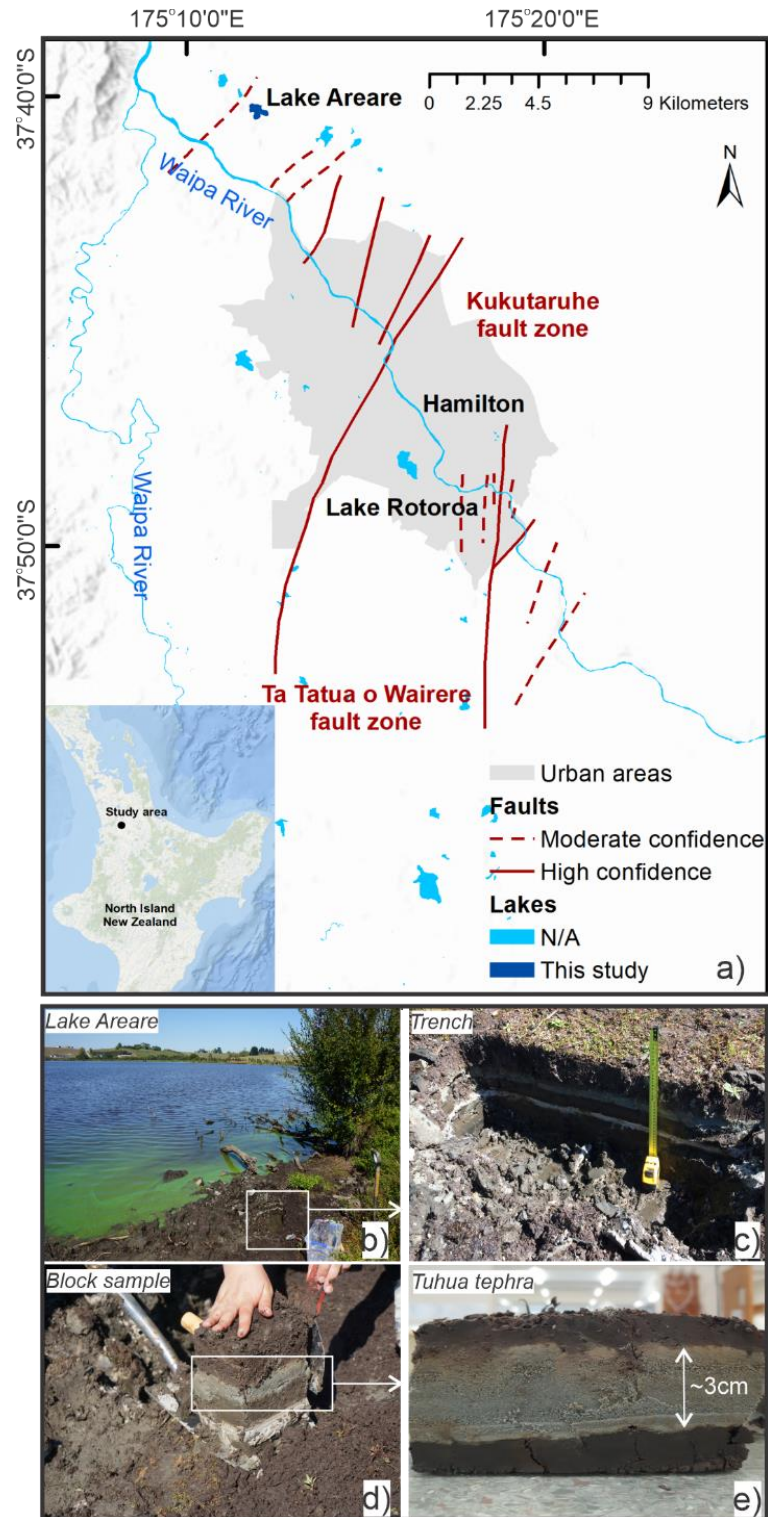 175°10'0"E
175°20'0"E
37°40'0"S
37°50'0"S
Lake Areare
0 2.25 4.5 9 Kilometers
N
Waipa River
Kukutaruhe
fault zone
Hamilton
Lake Rotoroa
Waipa River
Ta Tatua o Wairere
fault zone
Study area
North Island
New Zealand
Urban areas
Faults
Moderate confidence
High confidence
Lakes
N/A
This study
a)
Lake Areare
b)
Trench
c)
Block sample
d)
Tuhua tephra
~3cm
e)